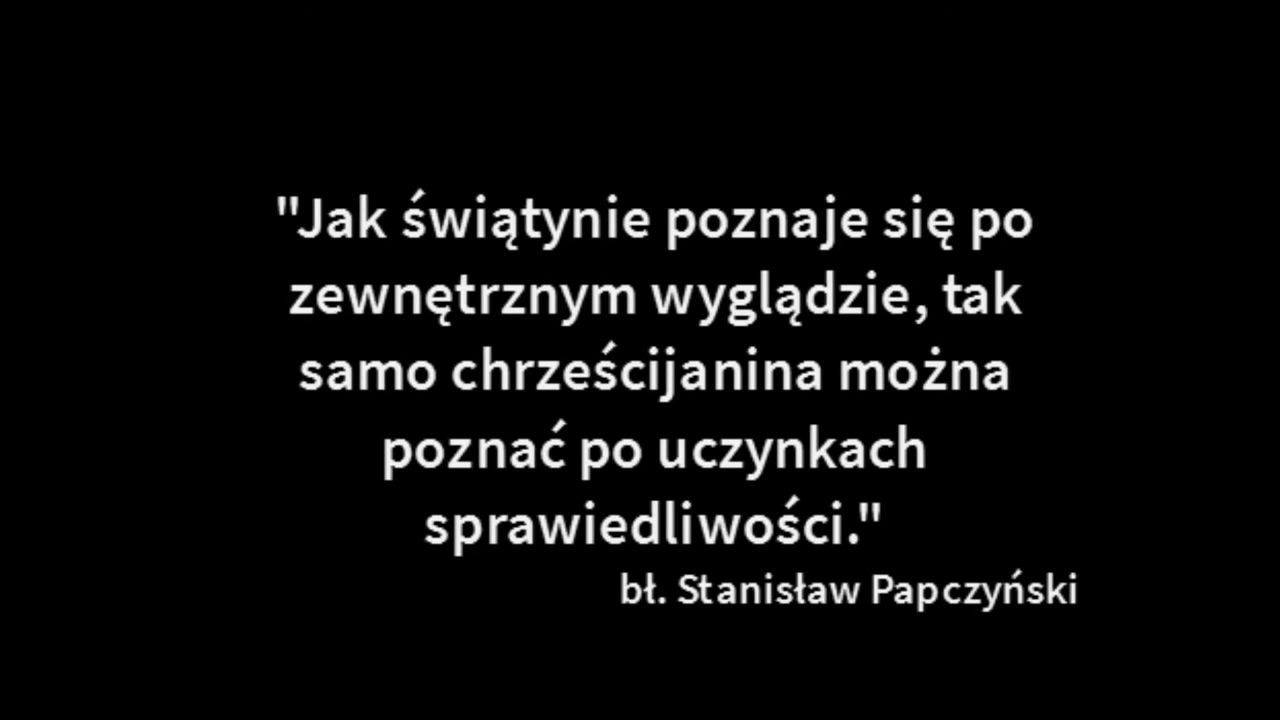 "Jak świątynie poznaje się po
zewnętrznym wyglądzie, tak
samo chrześcijanina można
poznać po uczynkach
sprawiedliwości."
bł. Stanisław Papczyński